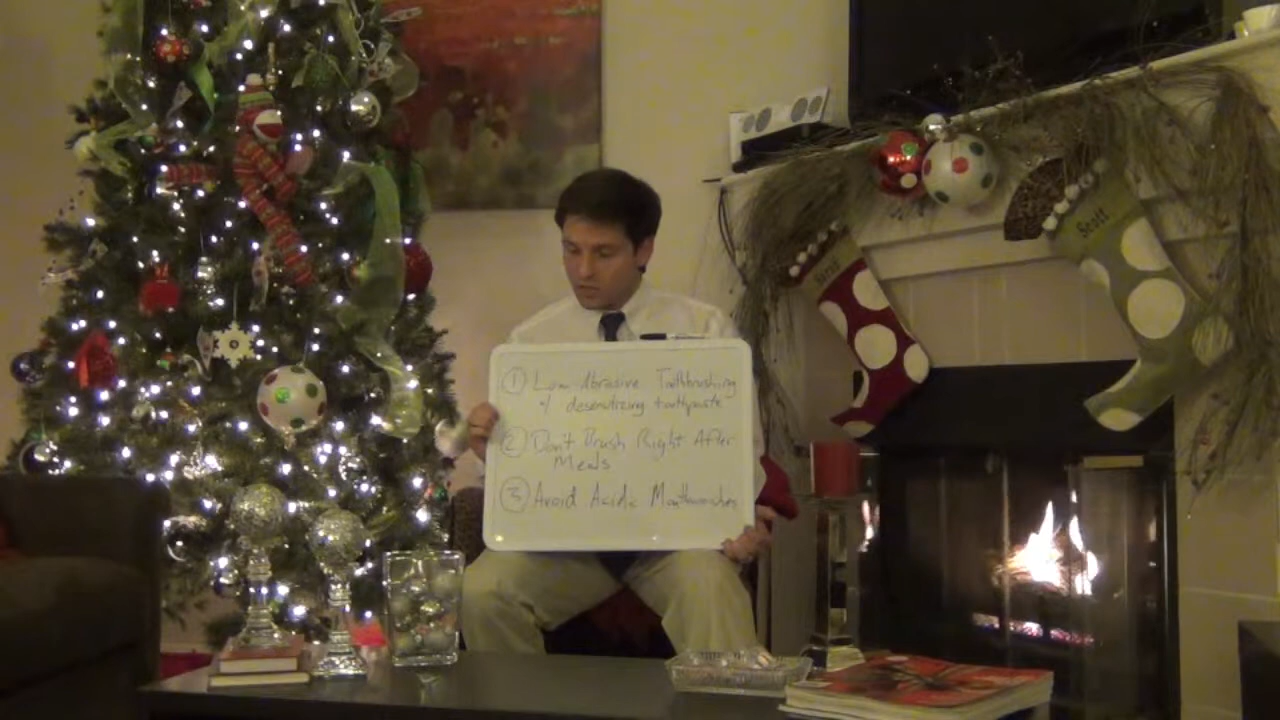 Scott
① Low-Abrasive Toothbrushing
w/ desensitizing toothpaste
② Don't Brush Right After
Meals
③ Avoid Acidic Mouthwashes